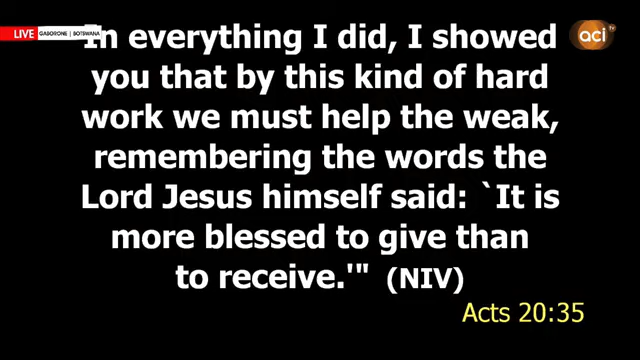 LIVE GABORONE | BOTSWANA
aci tv
In everything I did, I showed
you that by this kind of hard
work we must help the weak,
remembering the words the
Lord Jesus himself said: `It is
more blessed to give than
to receive.'" (NIV)
Acts 20:35